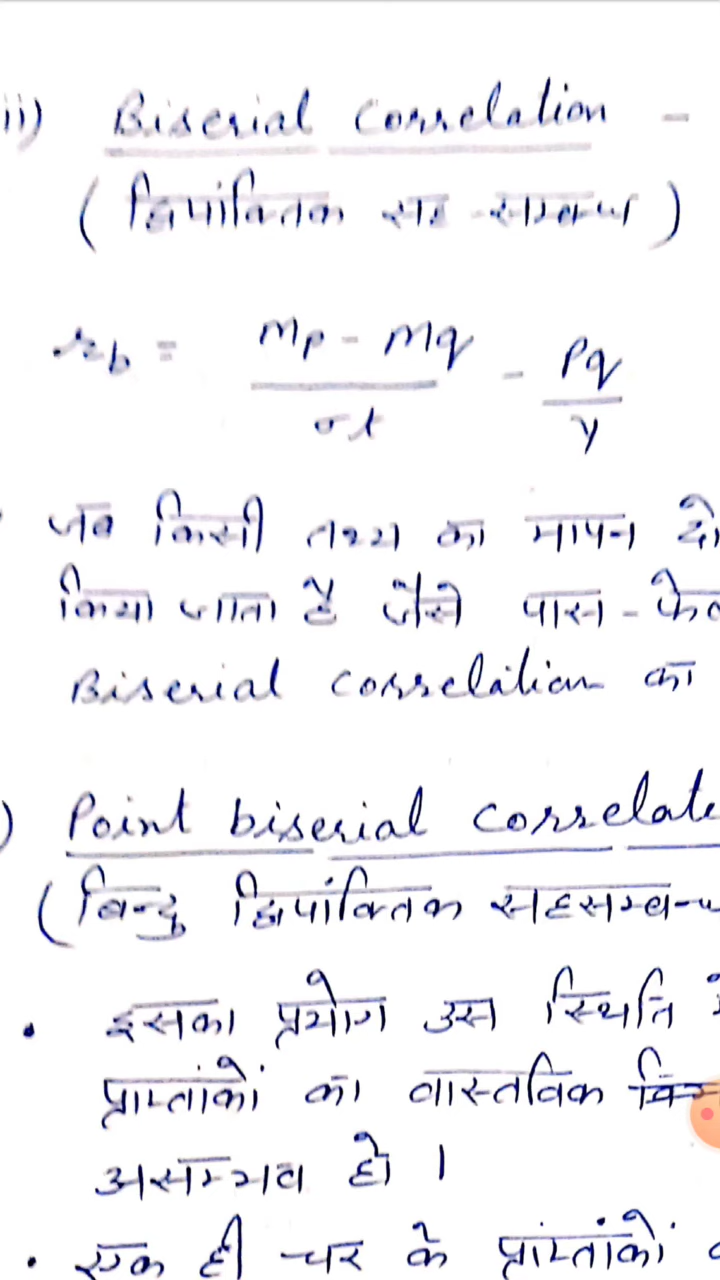 ii) Biserial Correlation -
(द्विपांक्तिक सह-सम्बन्ध)
rb = Mp - Mq / σt - Pq / y
जब किसी तथ्य का मापन दो
किया जाता है जैसे पास-फेल
Biserial correlation का
) Point biserial correlate
(बिन्दु द्विपांक्तिक सहसम्बन्ध
• इसका प्रयोग उस स्थिति
प्राप्तांकों का वास्तविक
असम्भव हो ।
• एक ही चर के प्राप्तांकों